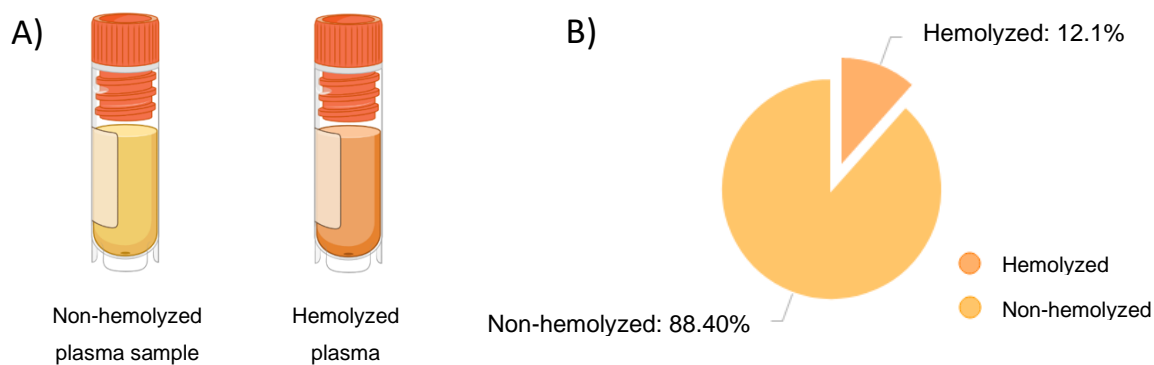 A)
Non-hemolyzed
plasma sample
Hemolyzed
plasma
B)
Hemolyzed: 12.1%
Non-hemolyzed: 88.40%
Hemolyzed
Non-hemolyzed